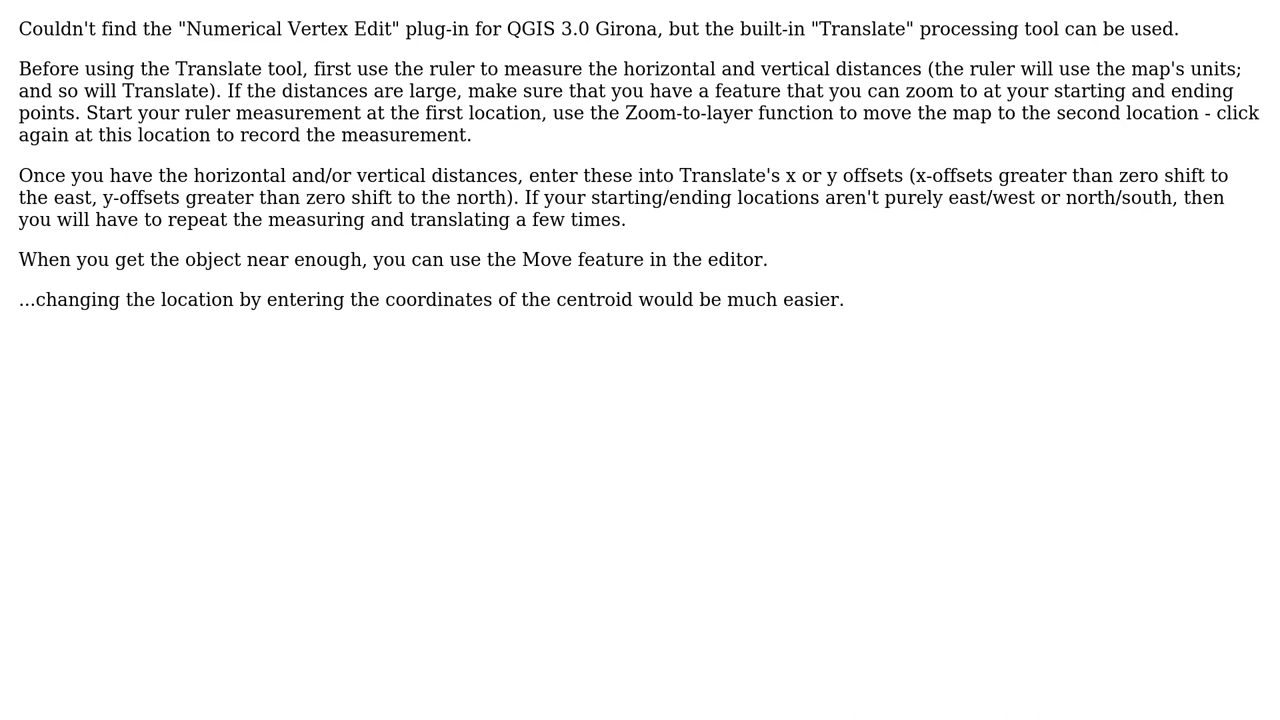 Couldn't find the "Numerical Vertex Edit" plug-in for QGIS 3.0 Girona, but the built-in "Translate" processing tool can be used.
Before using the Translate tool, first use the ruler to measure the horizontal and vertical distances (the ruler will use the map's units;
and so will Translate). If the distances are large, make sure that you have a feature that you can zoom to at your starting and ending
points. Start your ruler measurement at the first location, use the Zoom-to-layer function to move the map to the second location - click
again at this location to record the measurement.
Once you have the horizontal and/or vertical distances, enter these into Translate's x or y offsets (x-offsets greater than zero shift to
the east, y-offsets greater than zero shift to the north). If your starting/ending locations aren't purely east/west or north/south, then
you will have to repeat the measuring and translating a few times.
When you get the object near enough, you can use the Move feature in the editor.
...changing the location by entering the coordinates of the centroid would be much easier.